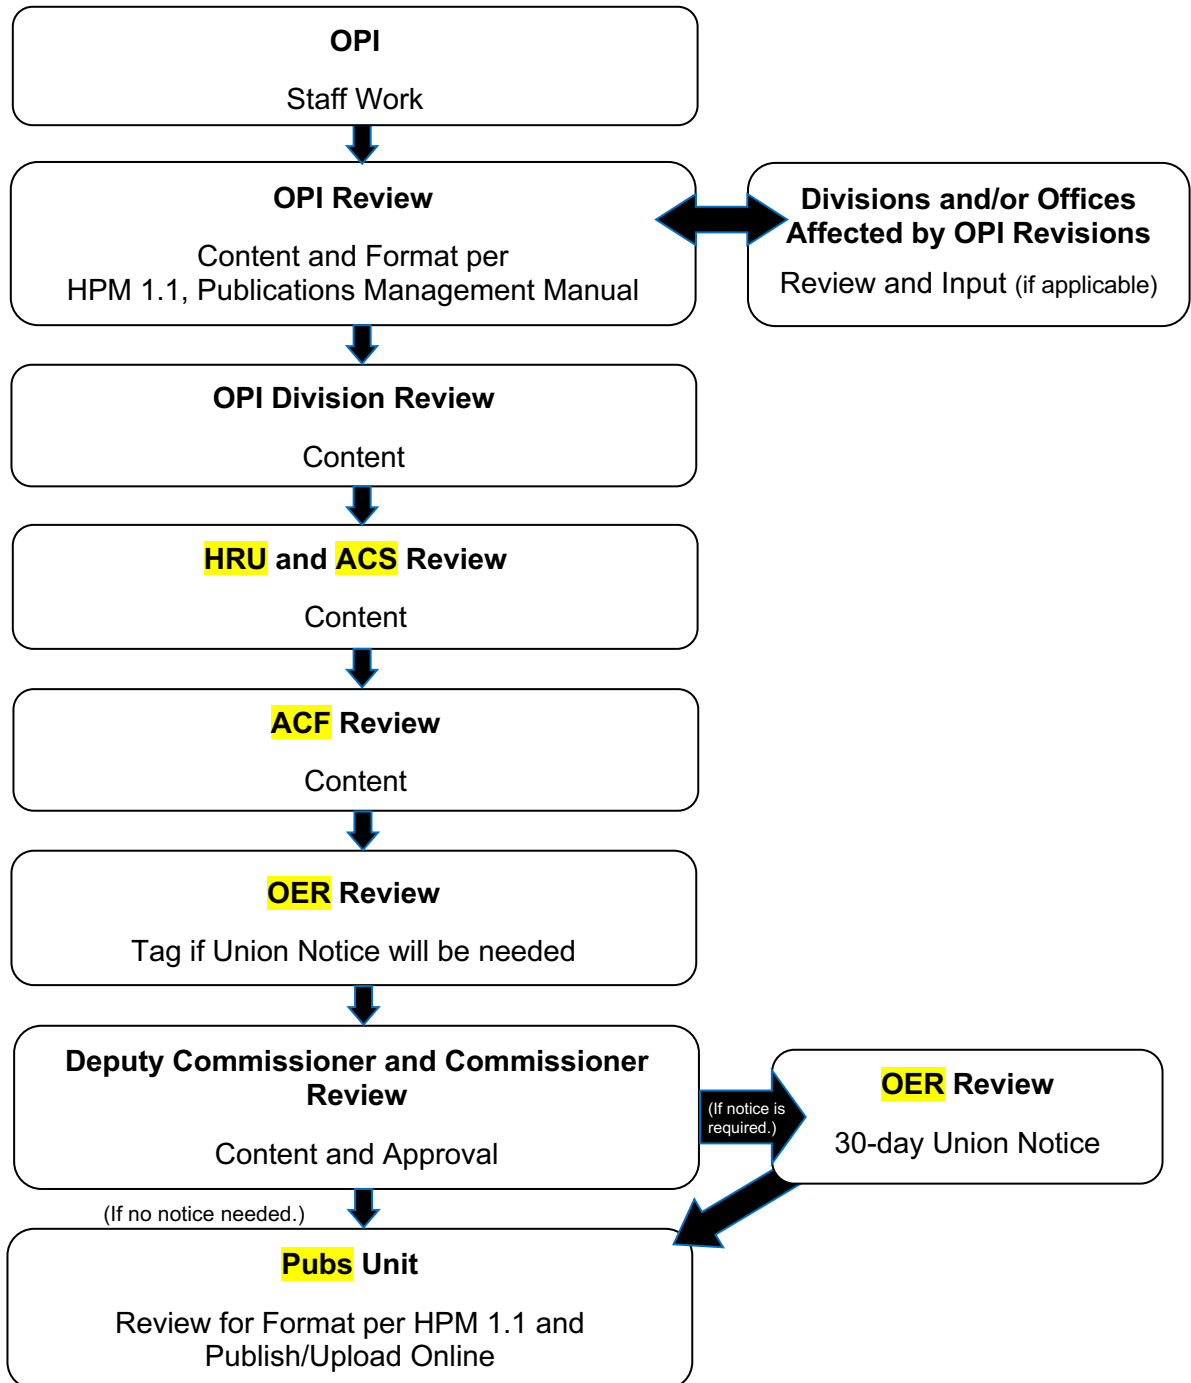 OPI
Staff Work
OPI Review
Content and Format per
HPM 1.1, Publications Management Manual
Divisions and/or Offices
Affected by OPI Revisions
Review and Input (if applicable)
OPI Division Review
Content
HRU and ACS Review
Content
ACF Review
Content
OER Review
Tag if Union Notice will be needed
Deputy Commissioner and Commissioner
Review
Content and Approval
(If notice is
required.)
OER Review
30-day Union Notice
(If no notice needed.)
Pubs Unit
Review for Format per HPM 1.1 and
Publish/Upload Online